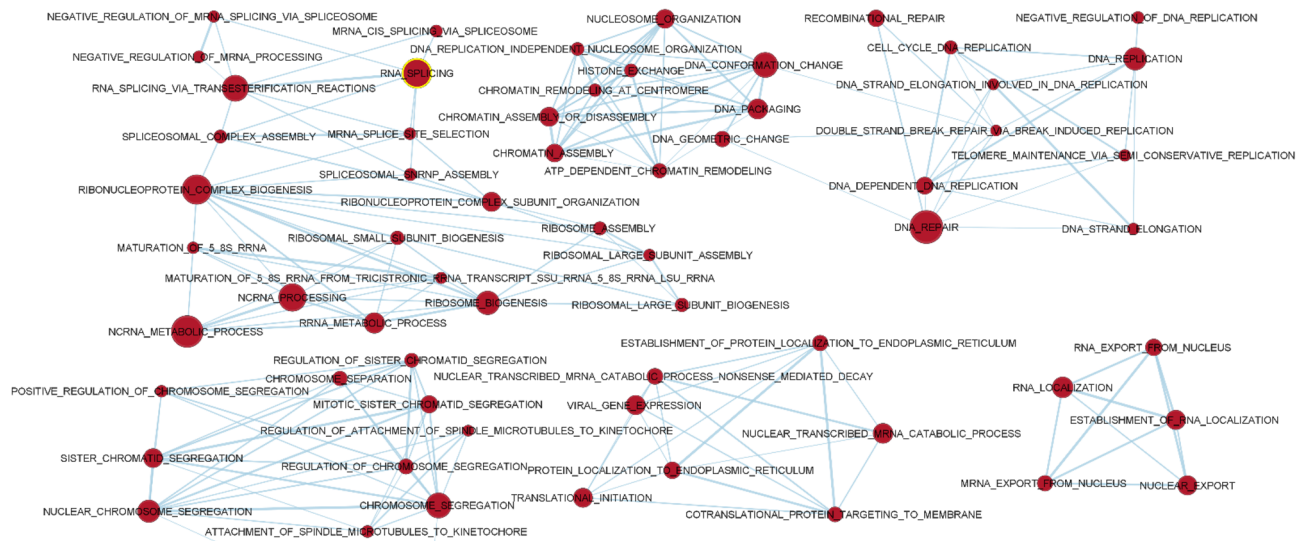 NEGATIVE_REGULATION_OF_MRNA_SPLICING_VIA_SPLICEOSOME
MRNA_CIS_SPLICING_VIA_SPLICEOSOME
NEGATIVE_REGULATION_OF_MRNA_PROCESSING
RNA_SPLICING
RNA_SPLICING_VIA_TRANSESTERIFICATION_REACTIONS
SPLICEOSOMAL_COMPLEX_ASSEMBLY
MRNA_SPLICE_SITE_SELECTION
SPLICEOSOMAL_SNRNP_ASSEMBLY
RIBONUCLEOPROTEIN_COMPLEX_BIOGENESIS
RIBONUCLEOPROTEIN_COMPLEX_SUBUNIT_ORGANIZATION
RIBOSOME_ASSEMBLY
RIBOSOMAL_SMALL_SUBUNIT_BIOGENESIS
MATURATION_OF_5_8S_RRNA
RIBOSOMAL_LARGE_SUBUNIT_ASSEMBLY
MATURATION_OF_5_8S_RRNA_FROM_TRICISTRONIC_RRNA_TRANSCRIPT_SSU_RRNA_5_8S_RRNA_LSU_RRNA
NCRNA_PROCESSING
RIBOSOME_BIOGENESIS
RIBOSOMAL_LARGE_SUBUNIT_BIOGENESIS
RRNA_METABOLIC_PROCESS
NCRNA_METABOLIC_PROCESS
NUCLEOSOME_ORGANIZATION
DNA_REPLICATION_INDEPENDENT_NUCLEOSOME_ORGANIZATION
DNA_CONFORMATION_CHANGE
HISTONE_EXCHANGE
CHROMATIN_REMODELING_AT_CENTROMERE
DNA_PACKAGING
CHROMATIN_ASSEMBLY_OR_DISASSEMBLY
DNA_GEOMETRIC_CHANGE
CHROMATIN_ASSEMBLY
ATP_DEPENDENT_CHROMATIN_REMODELING
RECOMBINATIONAL_REPAIR
NEGATIVE_REGULATION_OF_DNA_REPLICATION
CELL_CYCLE_DNA_REPLICATION
DNA_REPLICATION
DNA_STRAND_ELONGATION_INVOLVED_IN_DNA_REPLICATION
DOUBLE_STRAND_BREAK_REPAIR_VIA_BREAK_INDUCED_REPLICATION
TELOMERE_MAINTENANCE_VIA_SEMI_CONSERVATIVE_REPLICATION
DNA_DEPENDENT_DNA_REPLICATION
DNA_REPAIR
DNA_STRAND_ELONGATION
REGULATION_OF_SISTER_CHROMATID_SEGREGATION
CHROMOSOME_SEPARATION
POSITIVE_REGULATION_OF_CHROMOSOME_SEGREGATION
MITOTIC_SISTER_CHROMATID_SEGREGATION
REGULATION_OF_ATTACHMENT_OF_SPINDLE_MICROTUBULES_TO_KINETOCHORE
SISTER_CHROMATID_SEGREGATION
REGULATION_OF_CHROMOSOME_SEGREGATION
CHROMOSOME_SEGREGATION
NUCLEAR_CHROMOSOME_SEGREGATION
ATTACHMENT_OF_SPINDLE_MICROTUBULES_TO_KINETOCHORE
ESTABLISHMENT_OF_PROTEIN_LOCALIZATION_TO_ENDOPLASMIC_RETICULUM
NUCLEAR_TRANSCRIBED_MRNA_CATABOLIC_PROCESS_NONSENSE_MEDIATED_DECAY
VIRAL_GENE_EXPRESSION
NUCLEAR_TRANSCRIBED_MRNA_CATABOLIC_PROCESS
PROTEIN_LOCALIZATION_TO_ENDOPLASMIC_RETICULUM
TRANSLATIONAL_INITIATION
COTRANSLATIONAL_PROTEIN_TARGETING_TO_MEMBRANE
RNA_EXPORT_FROM_NUCLEUS
RNA_LOCALIZATION
ESTABLISHMENT_OF_RNA_LOCALIZATION
MRNA_EXPORT_FROM_NUCLEUS
NUCLEAR_EXPORT